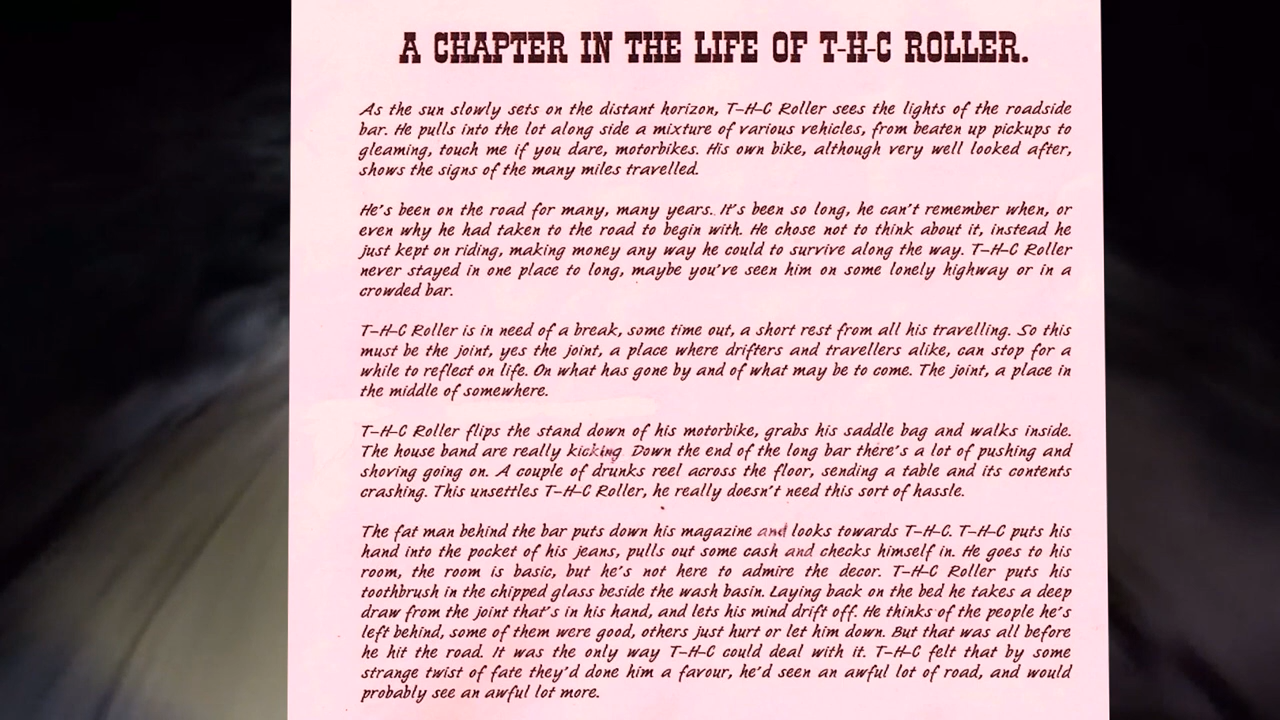 A CHAPTER IN THE LIFE OF T-H-C ROLLER.
As the sun slowly sets on the distant horizon, T-H-C Roller sees the lights of the roadside
bar. He pulls into the lot along side a mixture of various vehicles, from beaten up pickups to
gleaming, touch me if you dare, motorbikes. His own bike, although very well looked after,
shows the signs of the many miles travelled.
He's been on the road for many, many years. It's been so long, he can't remember when, or
even why he had taken to the road to begin with. He chose not to think about it, instead he
just kept on riding, making money any way he could to survive along the way. T-H-C Roller
never stayed in one place to long, maybe you've seen him on some lonely highway or in a
crowded bar.
T-H-C Roller is in need of a break, some time out, a short rest from all his travelling. So this
must be the joint, yes the joint, a place where drifters and travellers alike, can stop for a
while to reflect on life. On what has gone by and of what may be to come. The joint, a place in
the middle of somewhere.
T-H-C Roller flips the stand down of his motorbike, grabs his saddle bag and walks inside.
The house band are really kicking. Down the end of the long bar there's a lot of pushing and
shoving going on. A couple of drunks reel across the floor, sending a table and its contents
crashing. This unsettles T-H-C Roller, he really doesn't need this sort of hassle.
The fat man behind the bar puts down his magazine and looks towards T-H-C. T-H-C puts his
hand into the pocket of his jeans, pulls out some cash and checks himself in. He goes to his
room, the room is basic, but he's not here to admire the decor. T-H-C Roller puts his
toothbrush in the chipped glass beside the wash basin. Laying back on the bed he takes a deep
draw from the joint that's in his hand, and lets his mind drift off. He thinks of the people he's
left behind, some of them were good, others just hurt or let him down. But that was all before
he hit the road. It was the only way T-H-C could deal with it. T-H-C felt that by some
strange twist of fate they'd done him a favour, he'd seen an awful lot of road, and would
probably see an awful lot more.